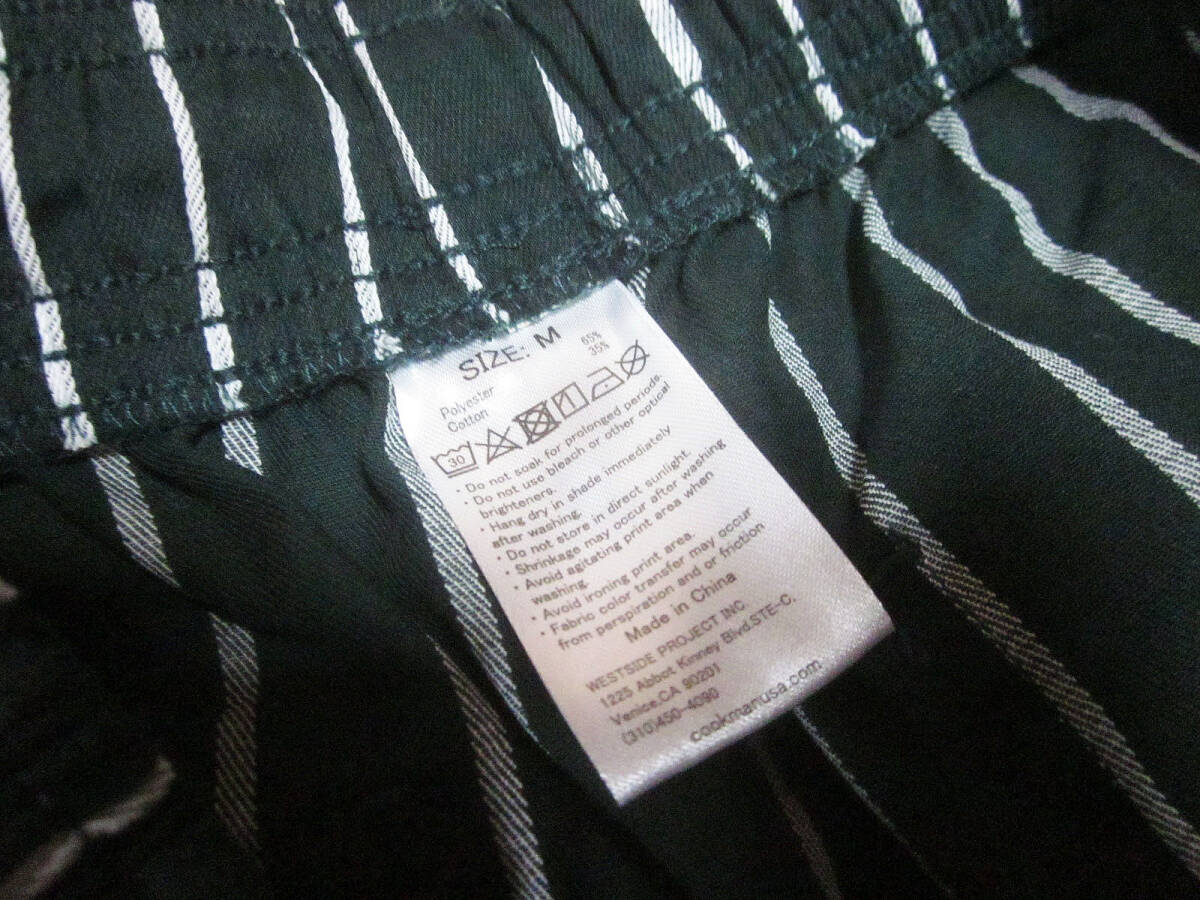 SIZE: M
Polyester 65%
Cotton 35%
30
· Do not soak for prolonged periods.
· Do not use bleach or other optical
brighteners.
· Hang dry in shade immediately
after washing.
· Do not store in direct sunlight.
· Shrinkage may occur after washing
· Avoid agitating print area when
washing.
· Avoid ironing print area.
· Fabric color transfer may occur
from perspiration and or friction
Made in China
WESTSIDE PROJECT INC
1225 Abbot Kinney Blvd.STE-C.
Venice,CA 90201
(310)450-4090
cookmanusa.com